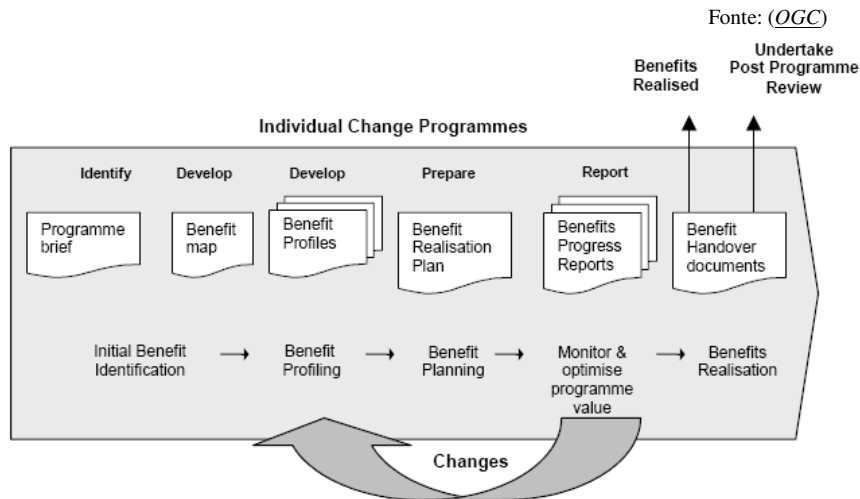 Fonte: (OGC)
Undertake
Post Programme
Review
Benefits
Realised
Individual Change Programmes
Identify
Develop
Develop
Prepare
Report
Programme
brief
Benefit
map
Benefit
Profiles
Benefit
Realisation
Plan
Benefits
Progress
Reports
Benefit
Handover
documents
Initial Benefit
Identification
Benefit
Profiling
Benefit
Planning
Monitor &
optimise
programme
value
Benefits
Realisation
Changes